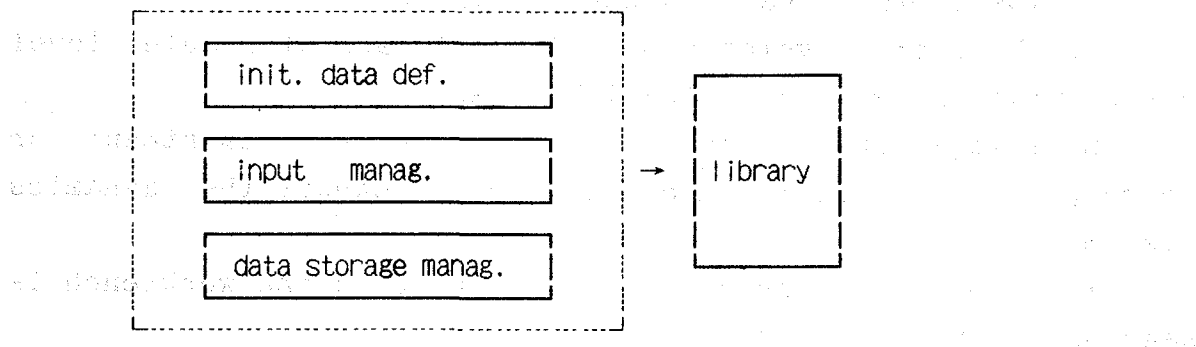 init. data def.
input manag.
→ library
data storage manag.